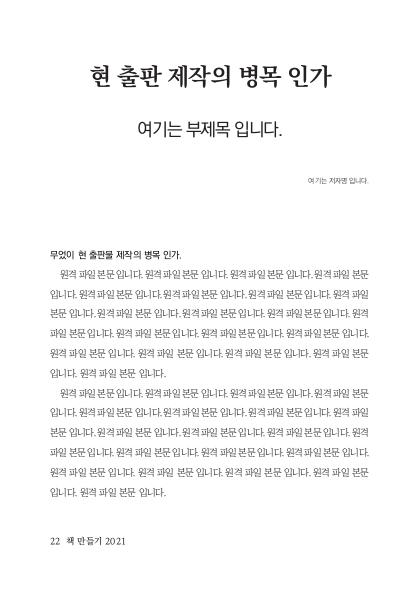 현 출판 제작의 병목 인가
여기는 부제목 입니다.
여기는 저자명 입니다.
무었이 현 출판물 제작의 병목 인가.
원격 파일 본문 입니다. 원격 파일 본문 입니다. 원격 파일 본문 입니다. 원격 파일 본문
입니다. 원격 파일 본문 입니다. 원격 파일 본문 입니다. 원격 파일 본문 입니다. 원격 파일
본문 입니다. 원격 파일 본문 입니다. 원격 파일 본문 입니다. 원격 파일 본문 입니다. 원격
파일 본문 입니다. 원격 파일 본문 입니다. 원격 파일 본문 입니다. 원격 파일 본문 입니다.
원격 파일 본문 입니다. 원격 파일 본문 입니다. 원격 파일 본문 입니다. 원격 파일 본문
입니다. 원격 파일 본문 입니다.
원격 파일 본문 입니다. 원격 파일 본문 입니다. 원격 파일 본문 입니다. 원격 파일 본문
입니다. 원격 파일 본문 입니다. 원격 파일 본문 입니다. 원격 파일 본문 입니다. 원격 파일
본문 입니다. 원격 파일 본문 입니다. 원격 파일 본문 입니다. 원격 파일 본문 입니다. 원격
파일 본문 입니다. 원격 파일 본문 입니다. 원격 파일 본문 입니다. 원격 파일 본문 입니다.
원격 파일 본문 입니다. 원격 파일 본문 입니다. 원격 파일 본문 입니다. 원격 파일 본문
입니다. 원격 파일 본문 입니다.
22 책 만들기 2021